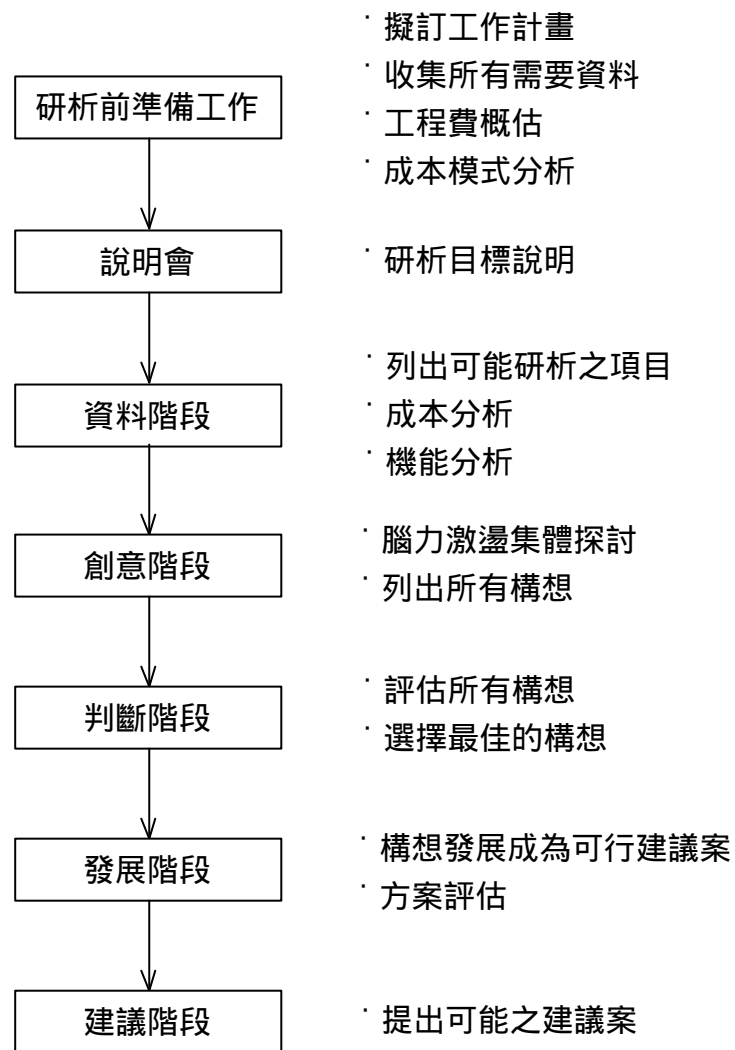 ˙擬訂工作計畫
˙收集所有需要資料
研析前準備工作
˙工程費概估
˙成本模式分析
說明會
˙研析目標說明
˙列出可能研析之項目
資料階段
˙成本分析
˙機能分析
˙腦力激盪集體探討
創意階段
˙列出所有構想
˙評估所有構想
判斷階段
˙選擇最佳的構想
˙構想發展成為可行建議案
發展階段
˙方案評估
建議階段
˙提出可能之建議案